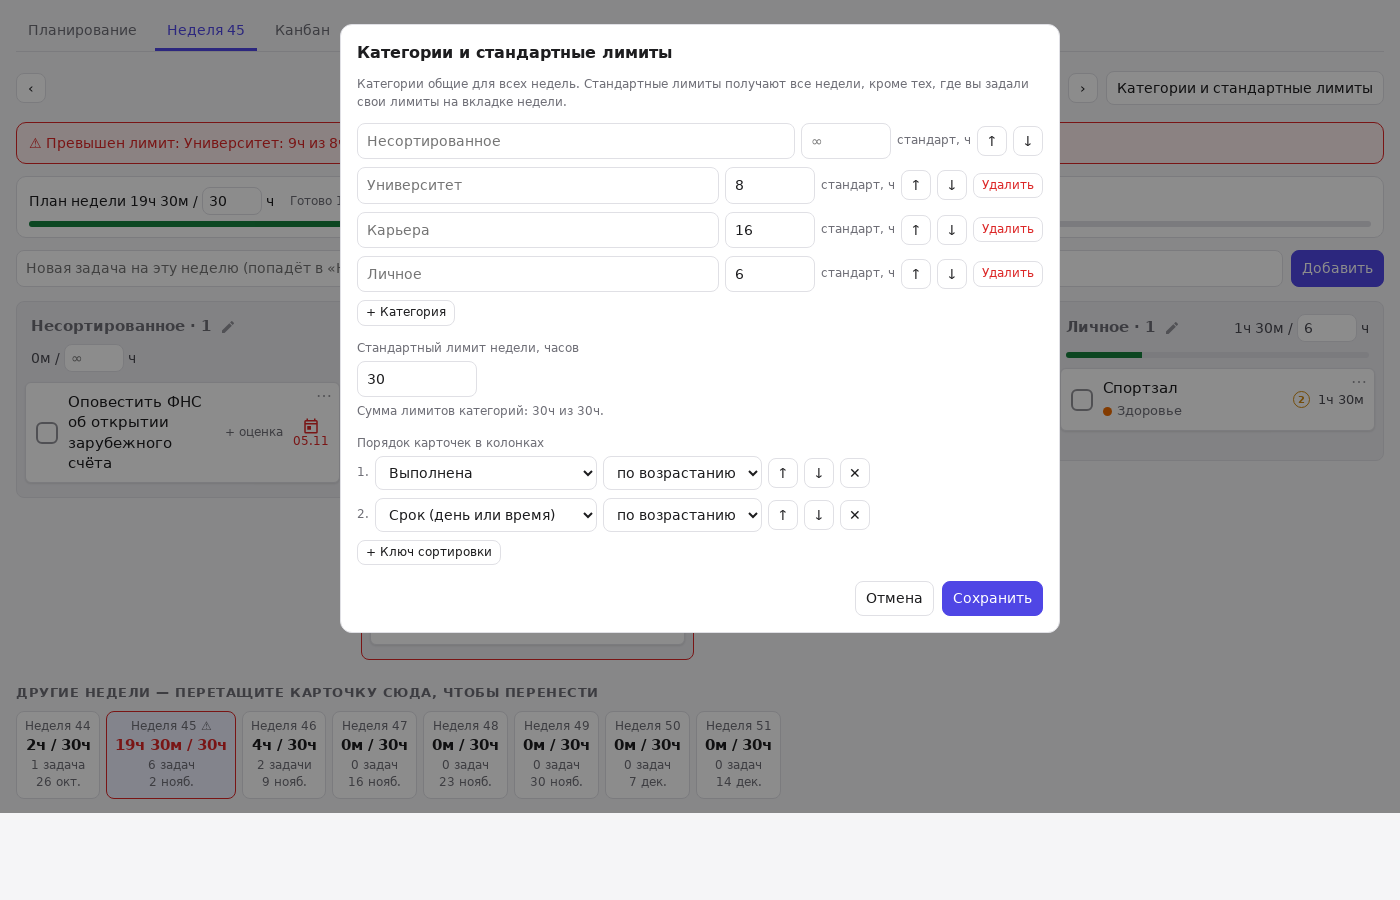 Планирование
Неделя 45
Канбан
‹
›
Категории и стандартные лимиты
⚠ Превышен лимит: Университет: 9ч из
План недели 19ч 30м / 30 ч Готово
Новая задача на эту неделю (попадёт в
Добавить
Категории и стандартные лимиты
Категории общие для всех недель. Стандартные лимиты получают все недели, кроме тех, где вы задали
свои лимиты на вкладке недели.
Несортированное ∞ стандарт, ч ↑ ↓
Университет 8 стандарт, ч ↑ ↓ Удалить
Карьера 16 стандарт, ч ↑ ↓ Удалить
Личное 6 стандарт, ч ↑ ↓ Удалить
+ Категория
Стандартный лимит недели, часов
30
Сумма лимитов категорий: 30ч из 30ч.
Порядок карточек в колонках
1. Выполнена по возрастанию ↑ ↓ ✕
2. Срок (день или время) по возрастанию ↑ ↓ ✕
+ Ключ сортировки
Отмена
Сохранить
Несортированное · 1
0м / ∞ ч
Оповестить ФНС
об открытии
зарубежного
счёта
+ оценка
05.11
...
Личное · 1
1ч 30м / 6 ч
Спортзал
Здоровье
2
1ч 30м
...
ДРУГИЕ НЕДЕЛИ — ПЕРЕТАЩИТЕ КАРТОЧКУ СЮДА, ЧТОБЫ ПЕРЕНЕСТИ
Неделя 44
2ч / 30ч
1 задача
26 окт.
Неделя 45 ⚠
19ч 30м / 30ч
6 задач
2 нояб.
Неделя 46
4ч / 30ч
2 задачи
9 нояб.
Неделя 47
0м / 30ч
0 задач
16 нояб.
Неделя 48
0м / 30ч
0 задач
23 нояб.
Неделя 49
0м / 30ч
0 задач
30 нояб.
Неделя 50
0м / 30ч
0 задач
7 дек.
Неделя 51
0м / 30ч
0 задач
14 дек.